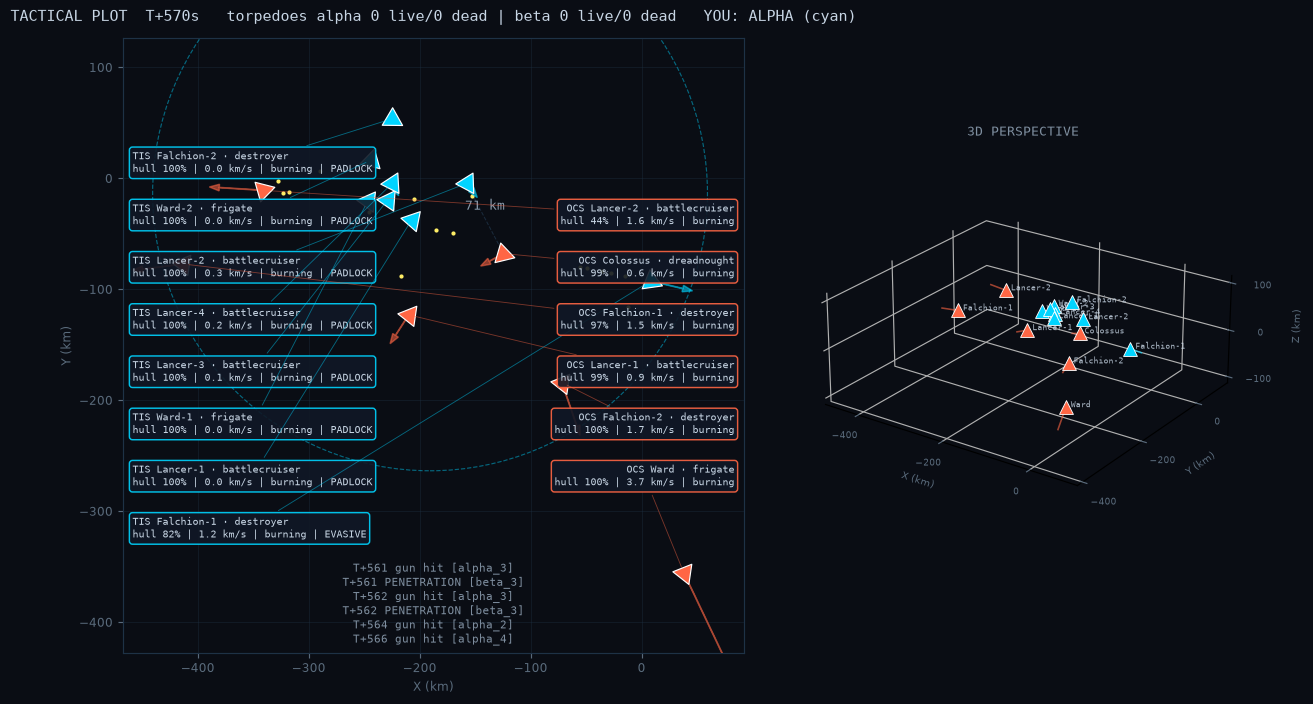 TACTICAL PLOT  T+570s   torpedoes alpha 0 live/0 dead | beta 0 live/0 dead   YOU: ALPHA (cyan)
3D PERSPECTIVE
100
0
−100
−200
−300
−400
Y (km)
−400
−300
−200
−100
0
X (km)
TIS Falchion-2 · destroyer
hull 100% | 0.0 km/s | burning | PADLOCK
TIS Ward-2 · frigate
hull 100% | 0.0 km/s | burning | PADLOCK
TIS Lancer-2 · battlecruiser
hull 100% | 0.3 km/s | burning | PADLOCK
TIS Lancer-4 · battlecruiser
hull 100% | 0.2 km/s | burning | PADLOCK
TIS Lancer-3 · battlecruiser
hull 100% | 0.1 km/s | burning | PADLOCK
TIS Ward-1 · frigate
hull 100% | 0.0 km/s | burning | PADLOCK
TIS Lancer-1 · battlecruiser
hull 100% | 0.0 km/s | burning | PADLOCK
TIS Falchion-1 · destroyer
hull 82% | 1.2 km/s | burning | EVASIVE
71 km
OCS Lancer-2 · battlecruiser
hull 44% | 1.6 km/s | burning
OCS Colossus · dreadnought
hull 99% | 0.6 km/s | burning
OCS Falchion-1 · destroyer
hull 97% | 1.5 km/s | burning
OCS Lancer-1 · battlecruiser
hull 99% | 0.9 km/s | burning
OCS Falchion-2 · destroyer
hull 100% | 1.7 km/s | burning
OCS Ward · frigate
hull 100% | 3.7 km/s | burning
T+561 gun hit [alpha_3]
T+561 PENETRATION [beta_3]
T+562 gun hit [alpha_3]
T+562 PENETRATION [beta_3]
T+564 gun hit [alpha_2]
T+566 gun hit [alpha_4]
Lancer-2
Falchion-1
Falchion-2
Lancer-2
Lancer-1
Colossus
Falchion-1
Falchion-2
Ward
100
0
−100
Z (km)
−400
−200
0
X (km)
0
−200
−400
Y (km)